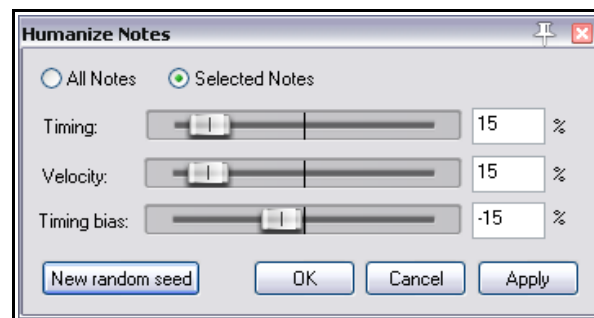 Humanize Notes
All Notes Selected Notes
Timing: 15 %
Velocity: 15 %
Timing bias: -15 %
New random seed OK Cancel Apply